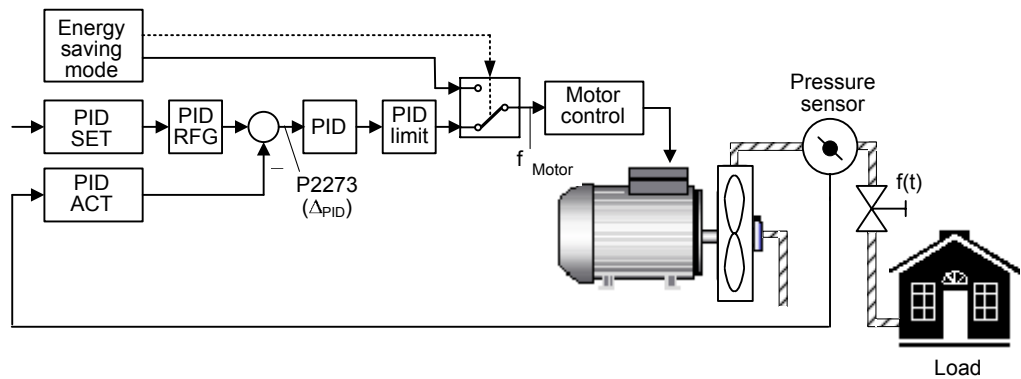 Energy
saving
mode
PID
SET
PID
RFG
PID
PID
limit
Motor
control
Pressure
sensor
f Motor
–
P2273
(ΔPID)
PID
ACT
f(t)
Load